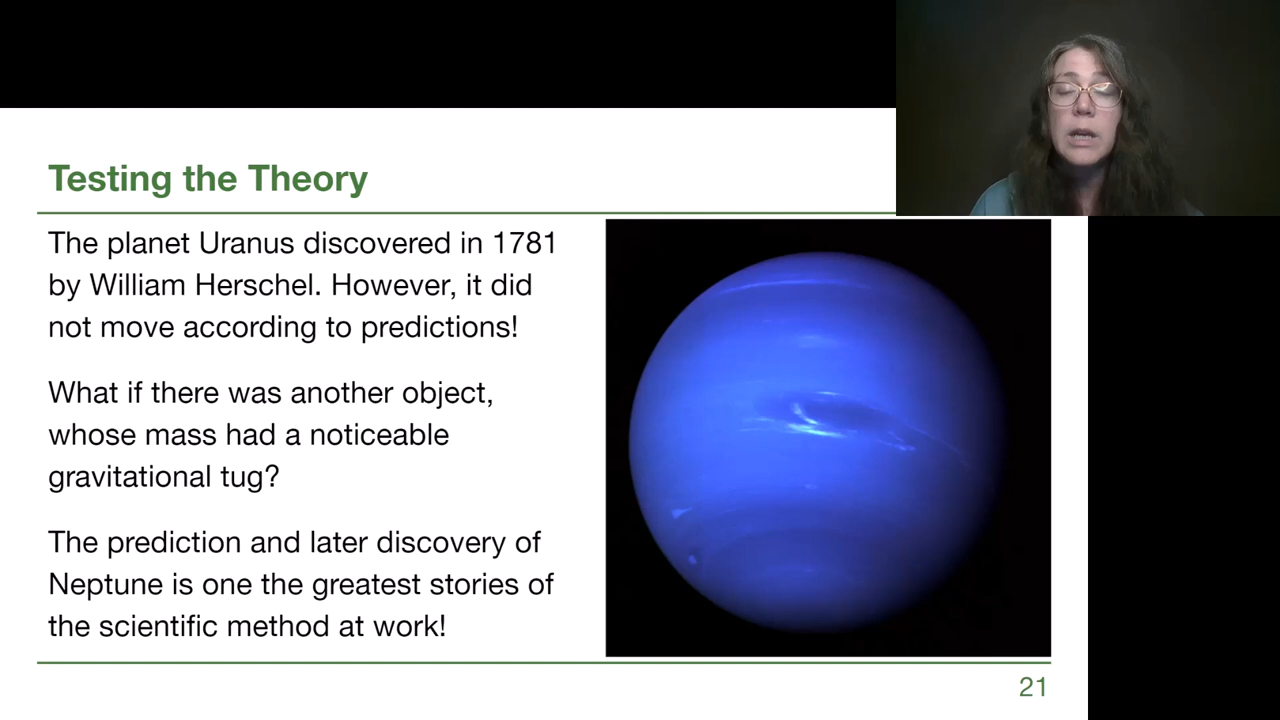 Testing the Theory
The planet Uranus discovered in 1781
by William Herschel. However, it did
not move according to predictions!
What if there was another object,
whose mass had a noticeable
gravitational tug?
The prediction and later discovery of
Neptune is one the greatest stories of
the scientific method at work!
21